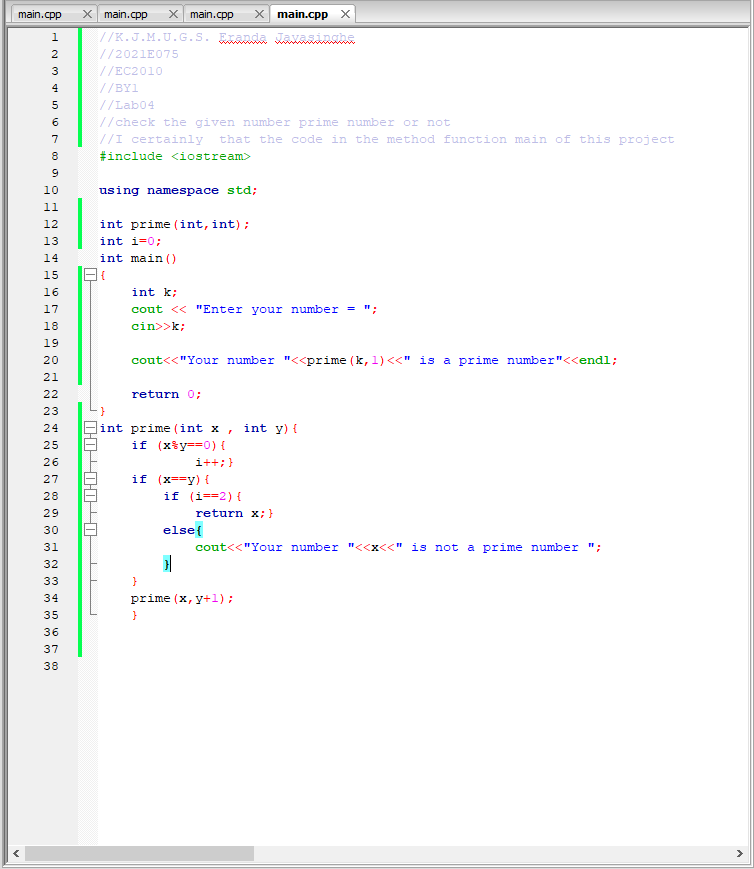 main.cpp main.cpp main.cpp main.cpp
1 //K.J.M.U.G.S. Eranda Jayasinghe
2 //2021E075
3 //EC2010
4 //BY1
5 //Lab04
6 //check the given number prime number or not
7 //I certainly  that the code in the method function main of this project
8 #include <iostream>
9
10 using namespace std;
11
12 int prime(int,int);
13 int i=0;
14 int main()
15 {
16     int k;
17     cout << "Enter your number = ";
18     cin>>k;
19
20     cout<<"Your number "<<prime(k,1)<<" is a prime number"<<endl;
21
22     return 0;
23 }
24 int prime(int x , int y){
25     if (x%y==0){
26             i++;}
27     if (x==y){
28         if (i==2){
29             return x;}
30         else{
31             cout<<"Your number "<<x<<" is not a prime number ";
32         }
33     }
34     prime(x,y+1);
35     }
36
37
38